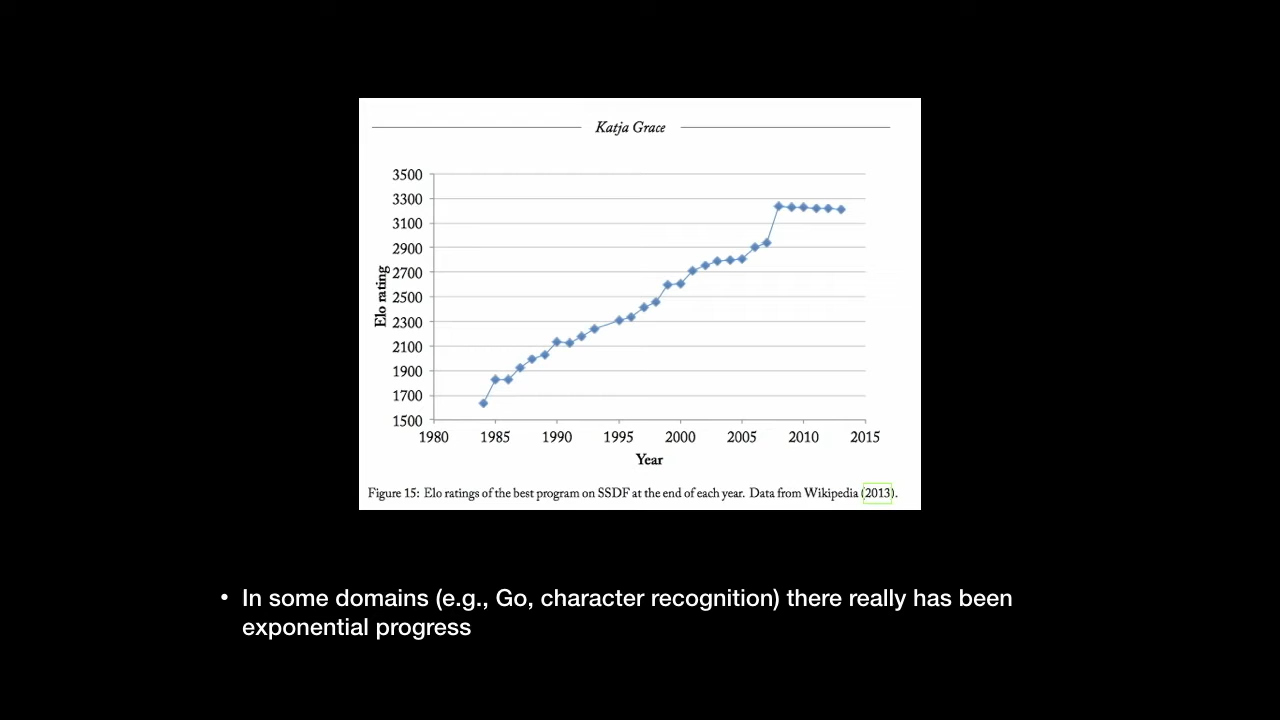 Katja Grace
3500
3300
3100
2900
2700
2500
2300
2100
1900
1700
1500
Elo rating
1980 1985 1990 1995 2000 2005 2010 2015
Year
Figure 15: Elo ratings of the best program on SSDF at the end of each year. Data from Wikipedia (2013).
• In some domains (e.g., Go, character recognition) there really has been
exponential progress